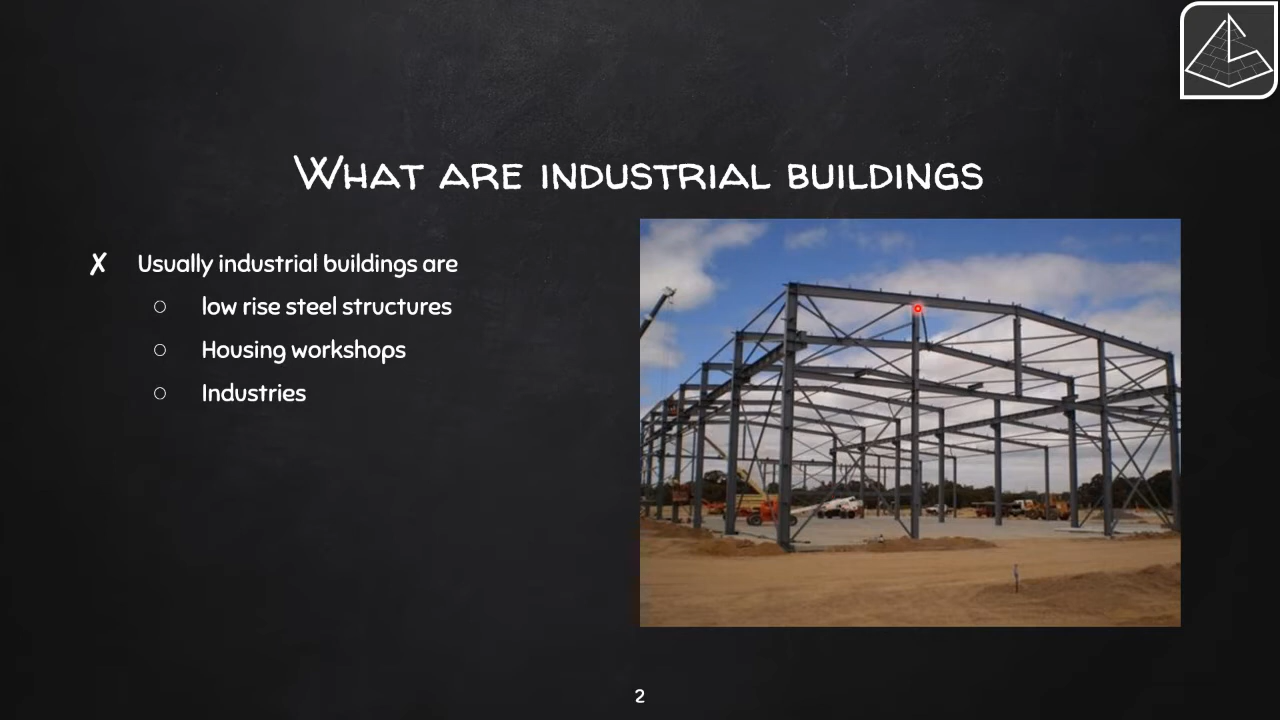 What are industrial buildings
✗ Usually industrial buildings are
○ low rise steel structures
○ Housing workshops
○ Industries
2